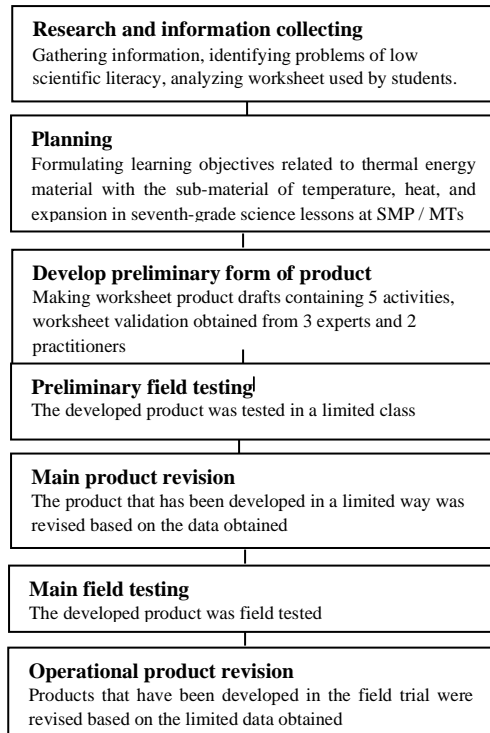 Research and information collecting
Gathering information, identifying problems of low
scientific literacy, analyzing worksheet used by students.
Planning
Formulating learning objectives related to thermal energy
material with the sub-material of temperature, heat, and
expansion in seventh-grade science lessons at SMP / MTs
Develop preliminary form of product
Making worksheet product drafts containing 5 activities,
worksheet validation obtained from 3 experts and 2
practitioners
Preliminary field testing
The developed product was tested in a limited class
Main product revision
The product that has been developed in a limited way was
revised based on the data obtained
Main field testing
The developed product was field tested
Operational product revision
Products that have been developed in the field trial were
revised based on the limited data obtained